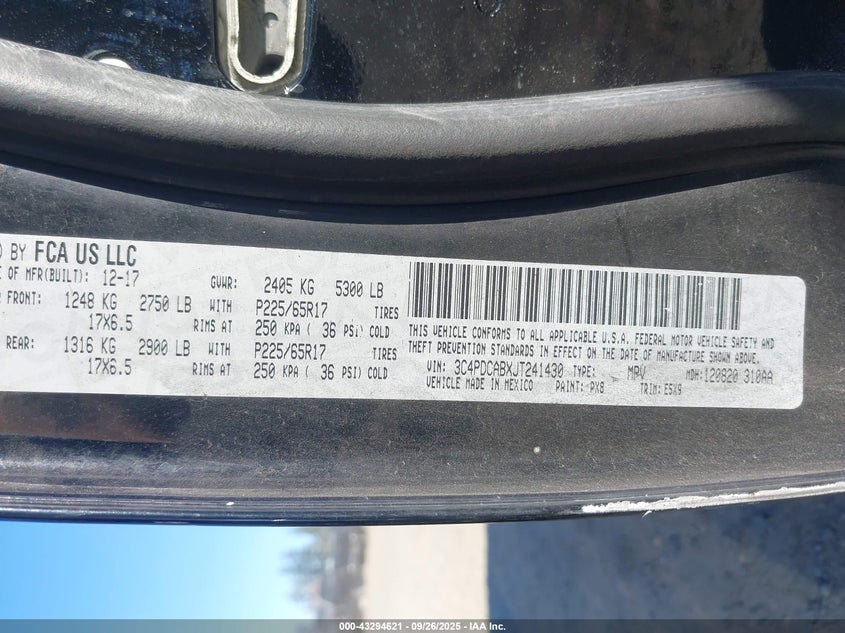 BY FCA US LLC
OF MFR(BUILT): 12-17 GVWR: 2405 KG 5300 LB
FRONT: 1248 KG 2750 LB WITH P225/65R17 TIRES
17X6.5 RIMS AT 250 KPA ( 36 PSI) COLD
REAR: 1316 KG 2900 LB WITH P225/65R17 TIRES
17X6.5 RIMS AT 250 KPA ( 36 PSI) COLD
THIS VEHICLE CONFORMS TO ALL APPLICABLE U.S.A. FEDERAL MOTOR VEHICLE SAFETY AND
THEFT PREVENTION STANDARDS IN EFFECT ON THE DATE OF MANUFACTURE SHOWN ABOVE.
VIN: 3C4PDCABXJT241430 TYPE: MPV MDH:120820 310AA
VEHICLE MADE IN MEXICO PAINT: PX8 TRIM: E5X9
000-43294621 | 09/26/2025 | IAA Inc.